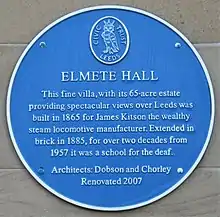 CIVIC TRUST
LEEDS
ELMETE HALL
This fine villa, with its 65-acre estate
providing spectacular views over Leeds was
built in 1865 for James Kitson the wealthy
steam locomotive manufacturer. Extended in
brick in 1885, for over two decades from
1957 it was a school for the deaf.
Architects: Dobson and Chorley
Renovated 2007